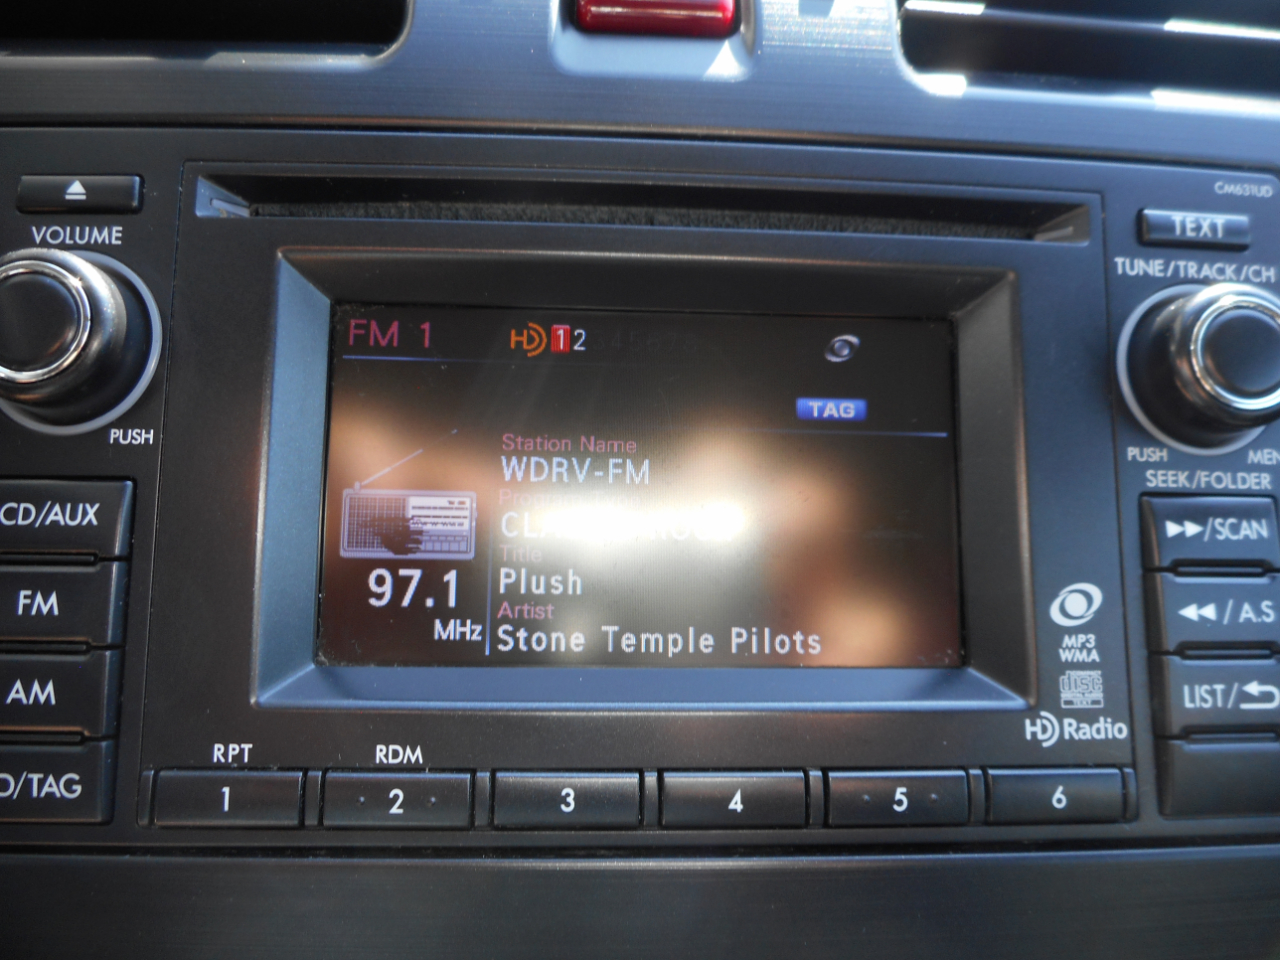 CM631UD
TEXT
VOLUME
TUNE/TRACK/CH
FM 1
HD 1 2
TAG
PUSH
Station Name
WDRV-FM
PUSH
SEEK/FOLDER
CD/AUX
/SCAN
Title
97.1
MHz
Plush
Artist
Stone Temple Pilots
FM
/ A.S
MP3
WMA
AM
LIST/
disc
TEXT
HD Radio
RPT
RDM
/TAG
1
2
3
4
5
6